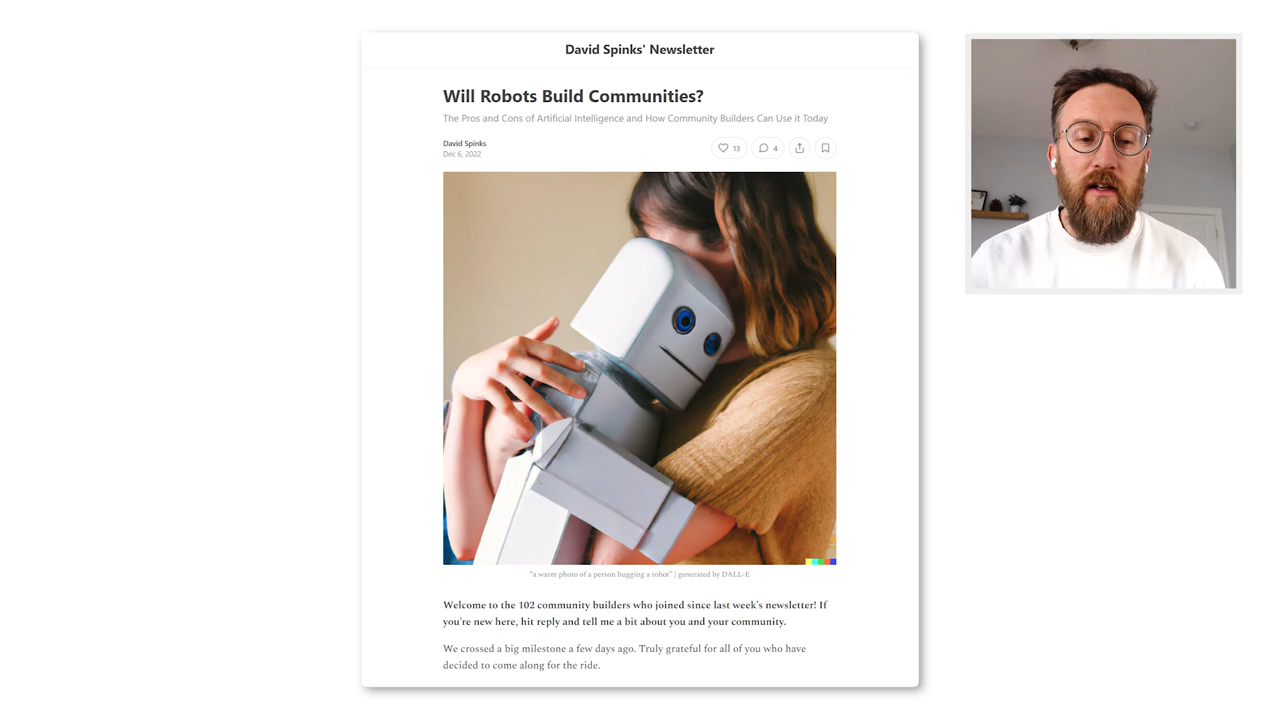 David Spinks' Newsletter
Will Robots Build Communities?
The Pros and Cons of Artificial Intelligence and How Community Builders Can Use it Today
David Spinks
Dec 6, 2022
13
4
"a warm photo of a person hugging a robot" | generated by DALL-E
Welcome to the 102 community builders who joined since last week's newsletter! If
you're new here, hit reply and tell me a bit about you and your community.
We crossed a big milestone a few days ago. Truly grateful for all of you who have
decided to come along for the ride.